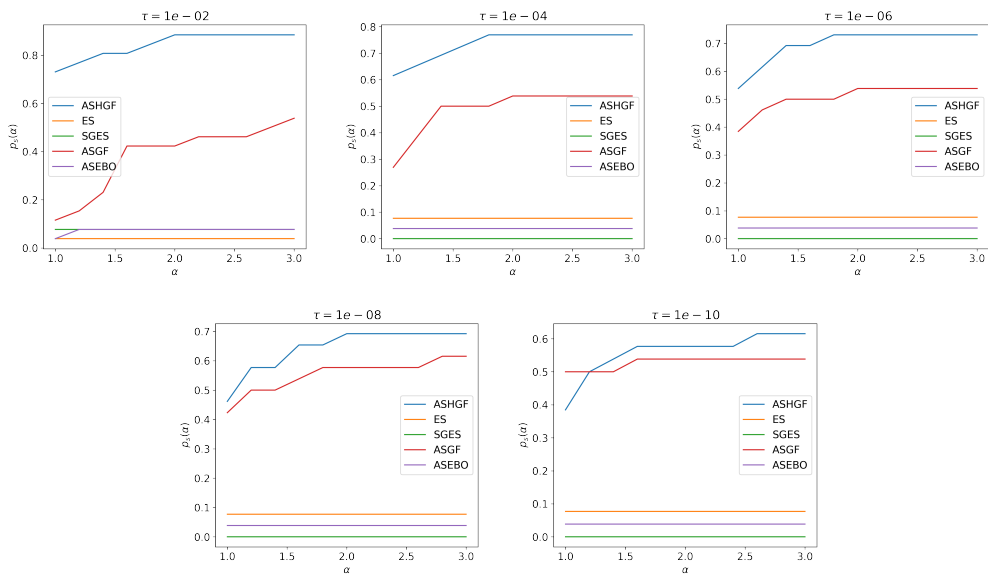 τ = 1e − 02
0.8
0.6
0.4
0.2
0.0
p_s(α)
ASHGF
ES
SGES
ASGF
ASEBO
1.0 1.5 2.0 2.5 3.0
α
τ = 1e − 04
0.8
0.7
0.6
0.5
0.4
0.3
0.2
0.1
0.0
p_s(α)
ASHGF
ES
SGES
ASGF
ASEBO
1.0 1.5 2.0 2.5 3.0
α
τ = 1e − 06
0.7
0.6
0.5
0.4
0.3
0.2
0.1
0.0
p_s(α)
ASHGF
ES
SGES
ASGF
ASEBO
1.0 1.5 2.0 2.5 3.0
α
τ = 1e − 08
0.7
0.6
0.5
0.4
0.3
0.2
0.1
0.0
p_s(α)
ASHGF
ES
SGES
ASGF
ASEBO
1.0 1.5 2.0 2.5 3.0
α
τ = 1e − 10
0.6
0.5
0.4
0.3
0.2
0.1
0.0
p_s(α)
ASHGF
ES
SGES
ASGF
ASEBO
1.0 1.5 2.0 2.5 3.0
α